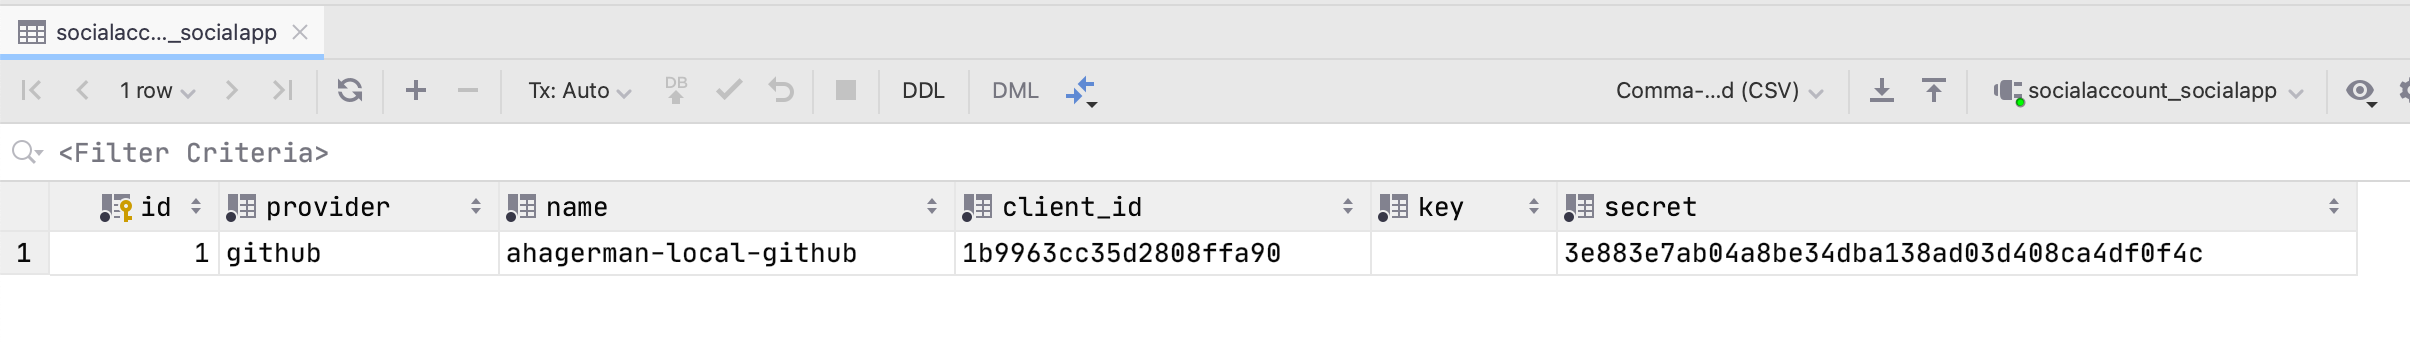 socialacc..._socialapp
1 row Tx: Auto DB DDL DML Comma-...d (CSV) socialaccount_socialapp
<Filter Criteria>
id provider name client_id key secret
1 1 github ahagerman-local-github 1b9963cc35d2808ffa90 3e883e7ab04a8be34dba138ad03d408ca4df0f4c